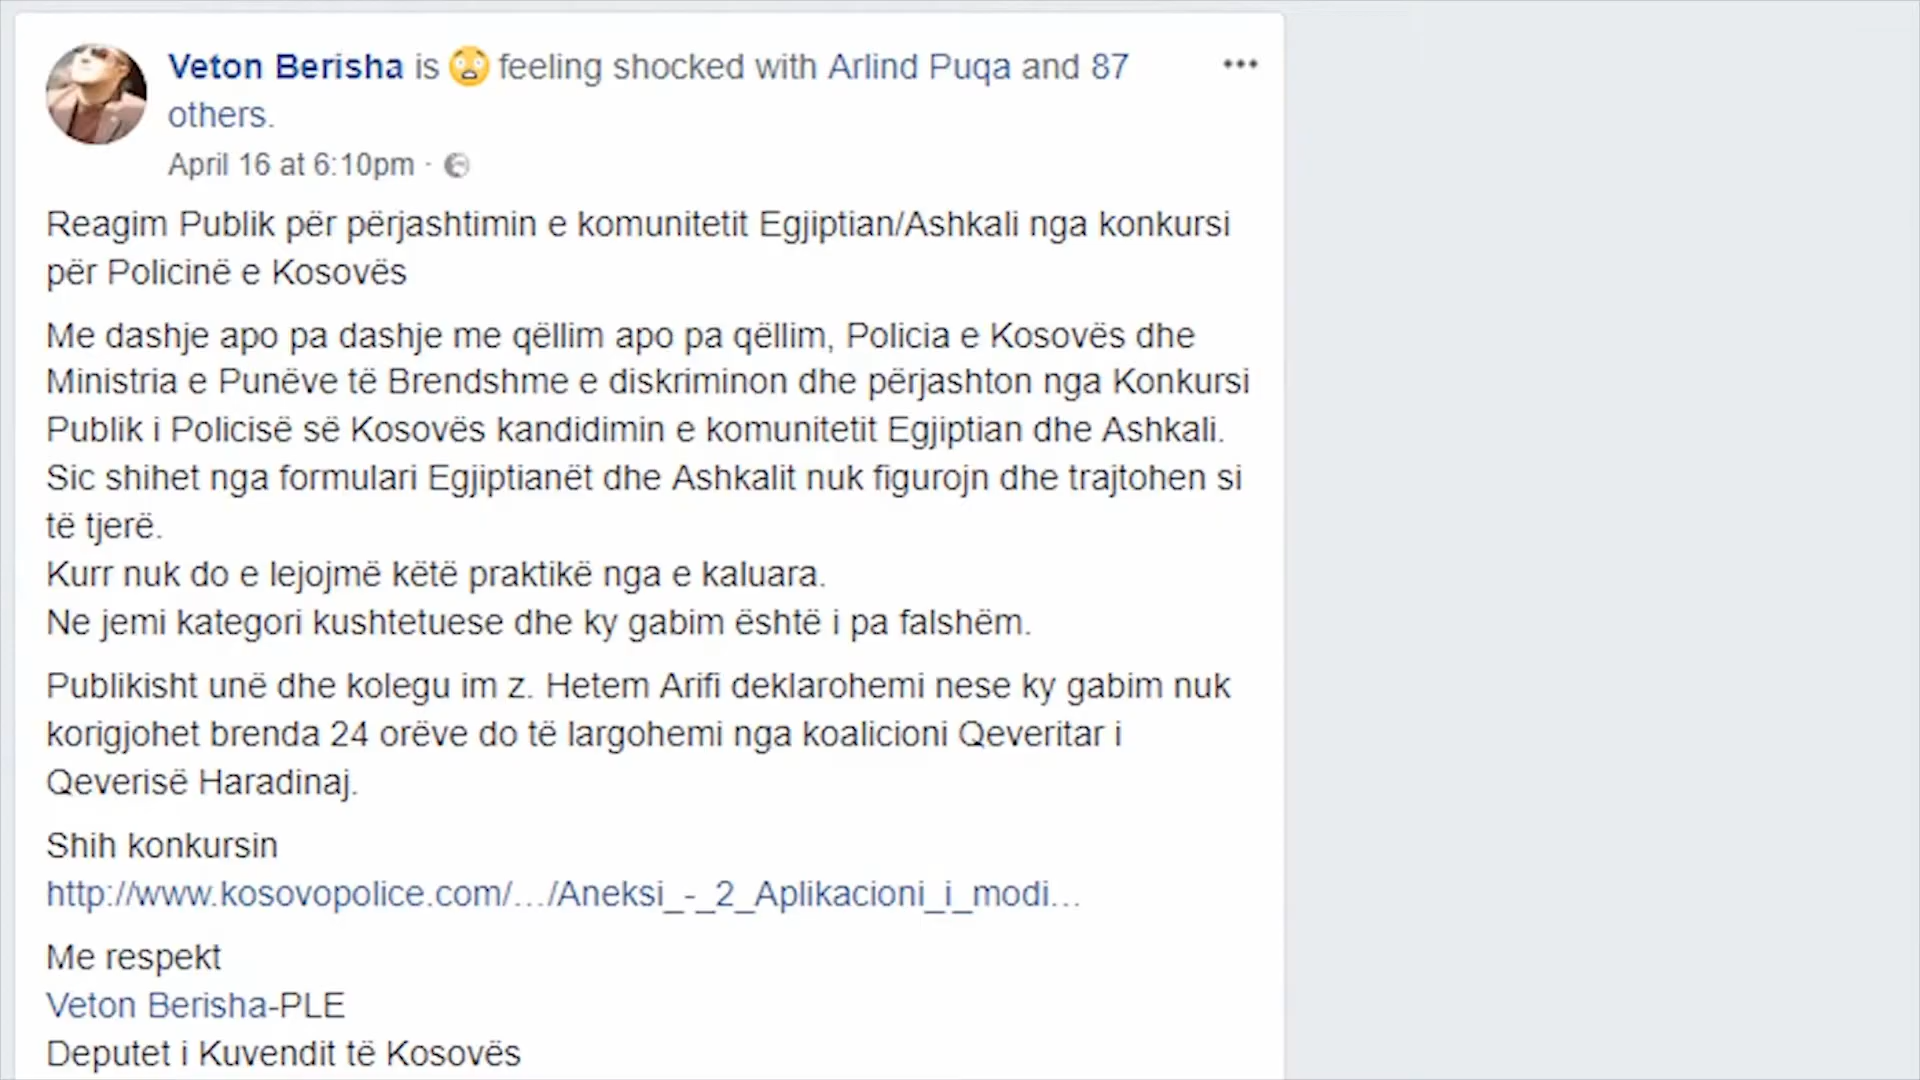 Veton Berisha is 😳 feeling shocked with Arlind Puqa and 87
others.
April 16 at 6:10pm ·
Reagim Publik për përjashtimin e komunitetit Egjiptian/Ashkali nga konkursi
për Policinë e Kosovës
Me dashje apo pa dashje me qëllim apo pa qëllim, Policia e Kosovës dhe
Ministria e Punëve të Brendshme e diskriminon dhe përjashton nga Konkursi
Publik i Policisë së Kosovës kandidimin e komunitetit Egjiptian dhe Ashkali.
Sic shihet nga formulari Egjiptianët dhe Ashkalit nuk figurojn dhe trajtohen si
të tjerë.
Kurr nuk do e lejojmë këtë praktikë nga e kaluara.
Ne jemi kategori kushtetuese dhe ky gabim është i pa falshëm.
Publikisht unë dhe kolegu im z. Hetem Arifi deklarohemi nese ky gabim nuk
korigjohet brenda 24 orëve do të largohemi nga koalicioni Qeveritar i
Qeverisë Haradinaj.
Shih konkursin
http://www.kosovopolice.com/…/Aneksi_-_2_Aplikacioni_i_modi…
Me respekt
Veton Berisha-PLE
Deputet i Kuvendit të Kosovës